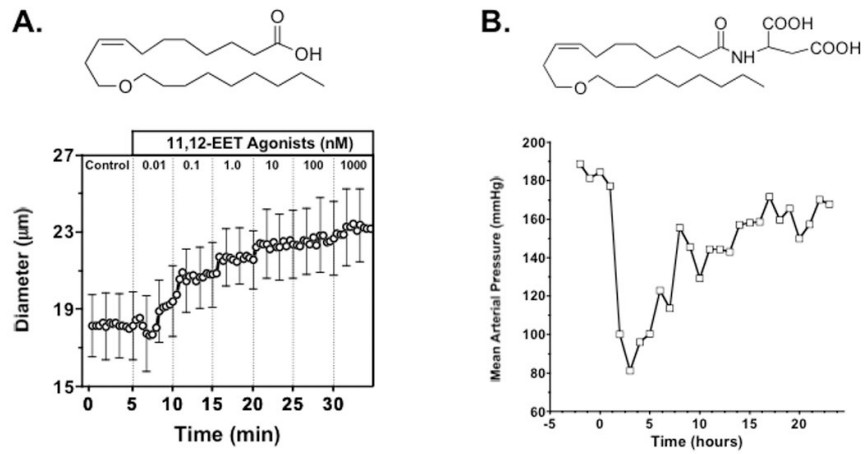 A.
O
OH
O
11,12-EET Agonists (nM)
Control 0.01 0.1 1.0 10 100 1000
27
23
19
15
Diameter (μm)
0 5 10 15 20 25 30
Time (min)
B.
O
COOH
NH
COOH
O
200
180
160
140
120
100
80
60
Mean Arterial Pressure (mmHg)
-5 0 5 10 15 20
Time (hours)